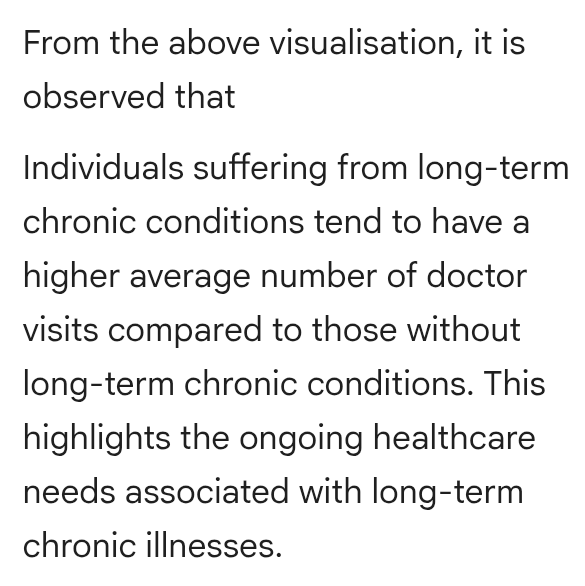 From the above visualisation, it is
observed that
Individuals suffering from long-term
chronic conditions tend to have a
higher average number of doctor
visits compared to those without
long-term chronic conditions. This
highlights the ongoing healthcare
needs associated with long-term
chronic illnesses.